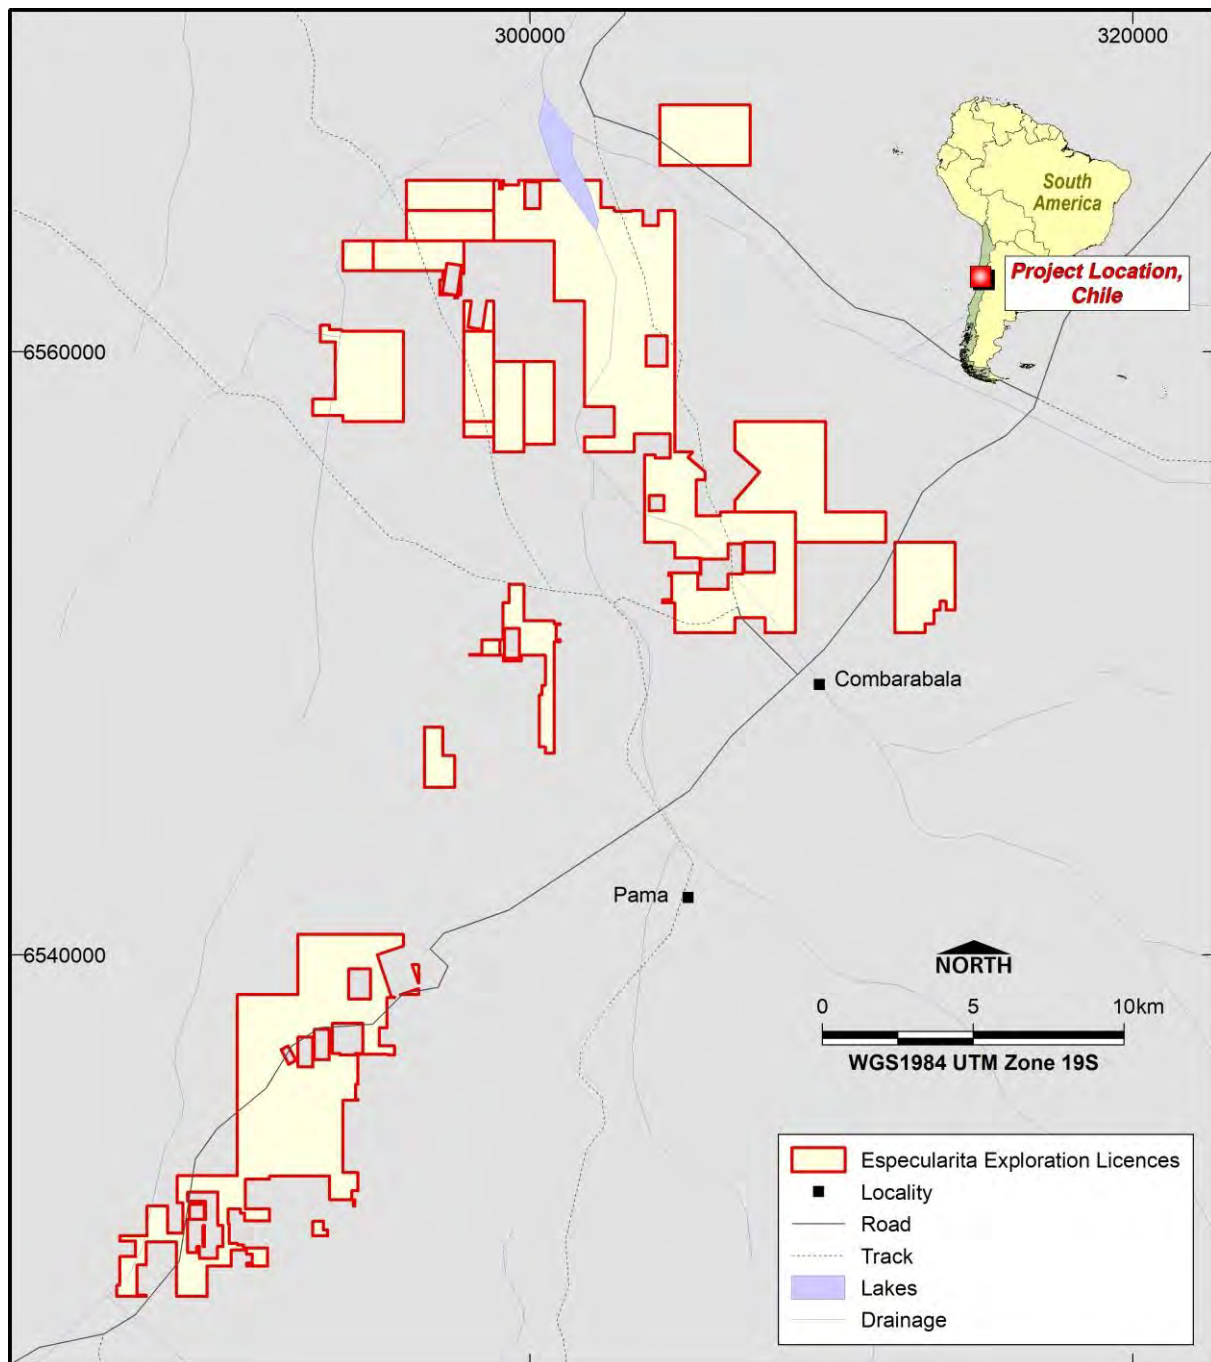 300000
320000
South
America
Project Location,
Chile
6560000
Combarabala
Pama
6540000
NORTH
0 5 10km
WGS1984 UTM Zone 19S
Especularita Exploration Licences
Locality
Road
Track
Lakes
Drainage